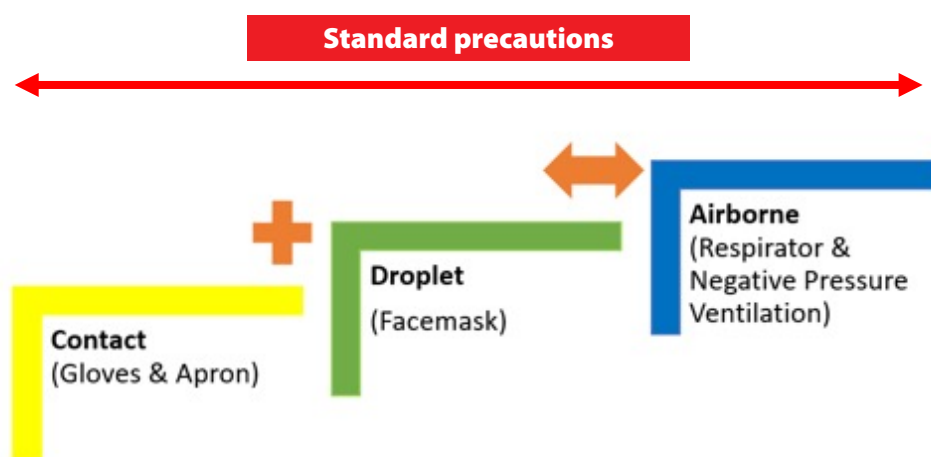 Standard precautions
Contact
(Gloves & Apron)
Droplet
(Facemask)
Airborne
(Respirator &
Negative Pressure
Ventilation)